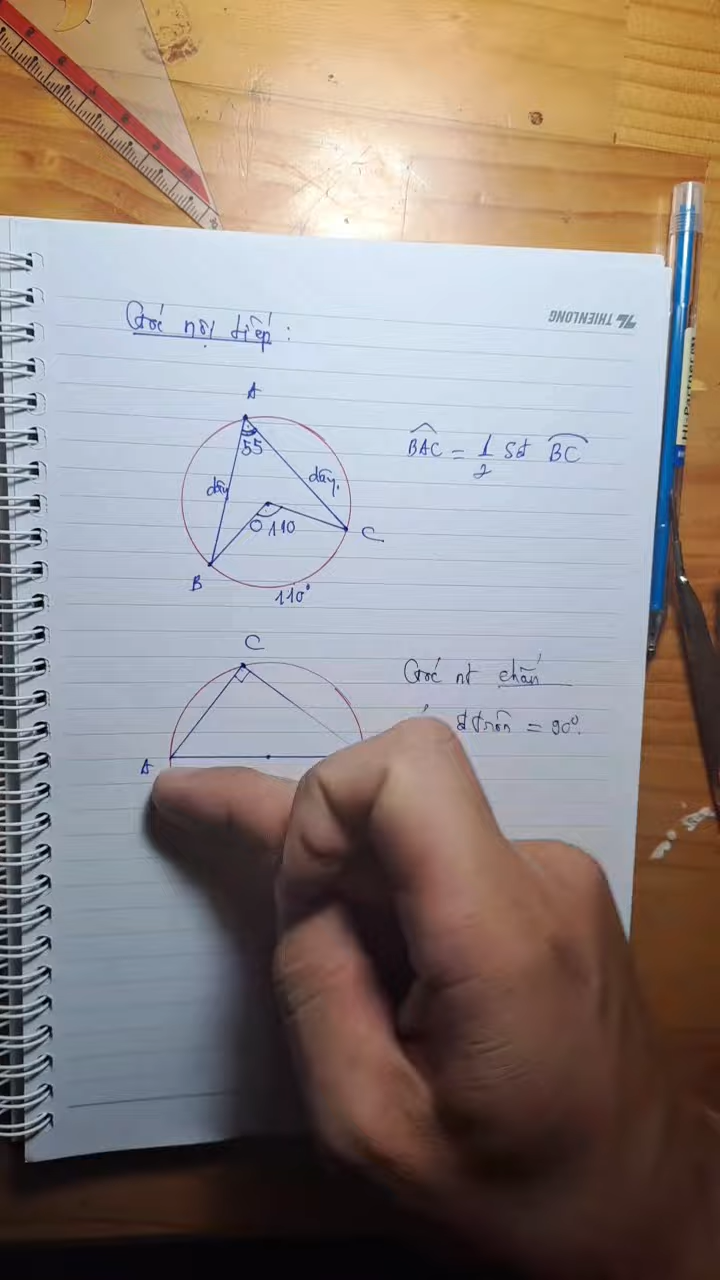 THIENLONG
Góc nội tiếp :
A
55
dây
dây.
BAC = 1/2 Sđ BC
O 110
C
B
110°
C
Góc nt chắn
đtròn = 90°.
A